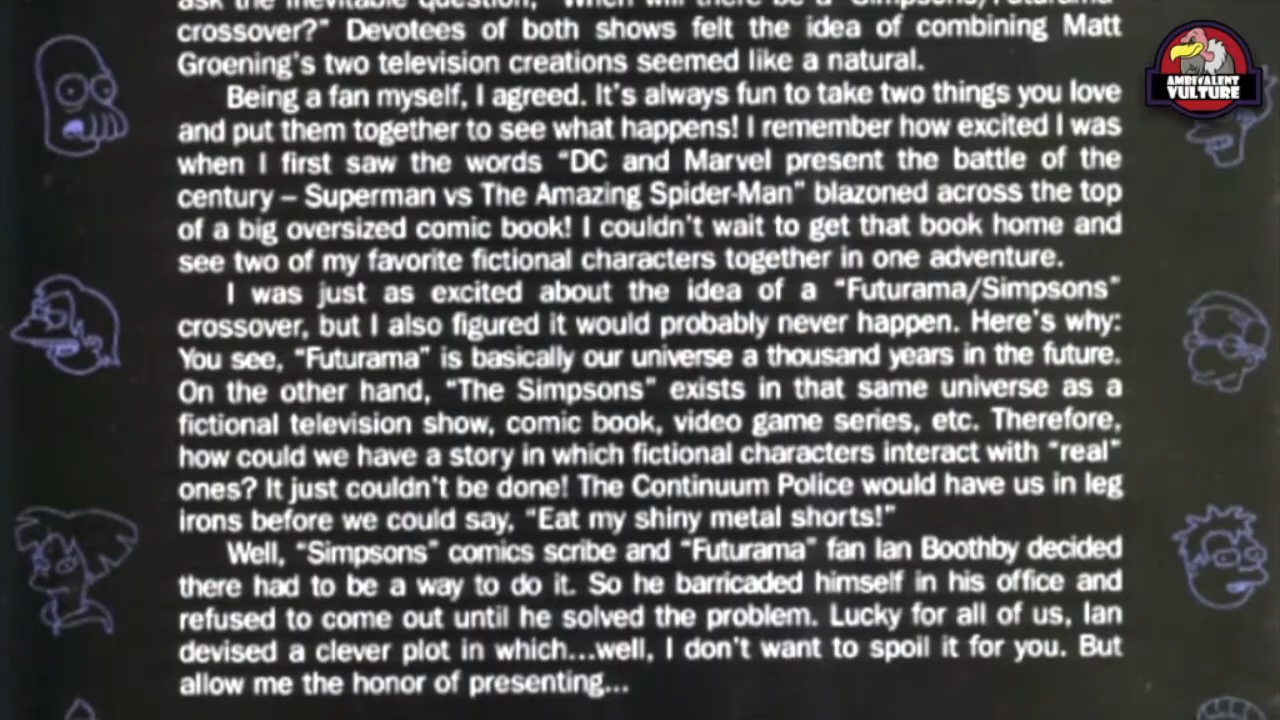 ask the inevitable question, "When will there be a "Simpsons/Futurama"
crossover?" Devotees of both shows felt the idea of combining Matt
Groening's two television creations seemed like a natural.
Being a fan myself, I agreed. It's always fun to take two things you love
and put them together to see what happens! I remember how excited I was
when I first saw the words "DC and Marvel present the battle of the
century – Superman vs The Amazing Spider-Man" blazoned across the top
of a big oversized comic book! I couldn't wait to get that book home and
see two of my favorite fictional characters together in one adventure.
I was just as excited about the idea of a "Futurama/Simpsons"
crossover, but I also figured it would probably never happen. Here's why:
You see, "Futurama" is basically our universe a thousand years in the future.
On the other hand, "The Simpsons" exists in that same universe as a
fictional television show, comic book, video game series, etc. Therefore,
how could we have a story in which fictional characters interact with "real"
ones? It just couldn't be done! The Continuum Police would have us in leg
irons before we could say, "Eat my shiny metal shorts!"
Well, "Simpsons" comics scribe and "Futurama" fan Ian Boothby decided
there had to be a way to do it. So he barricaded himself in his office and
refused to come out until he solved the problem. Lucky for all of us, Ian
devised a clever plot in which...well, I don't want to spoil it for you. But
allow me the honor of presenting...
AMBIVALENT
VULTURE